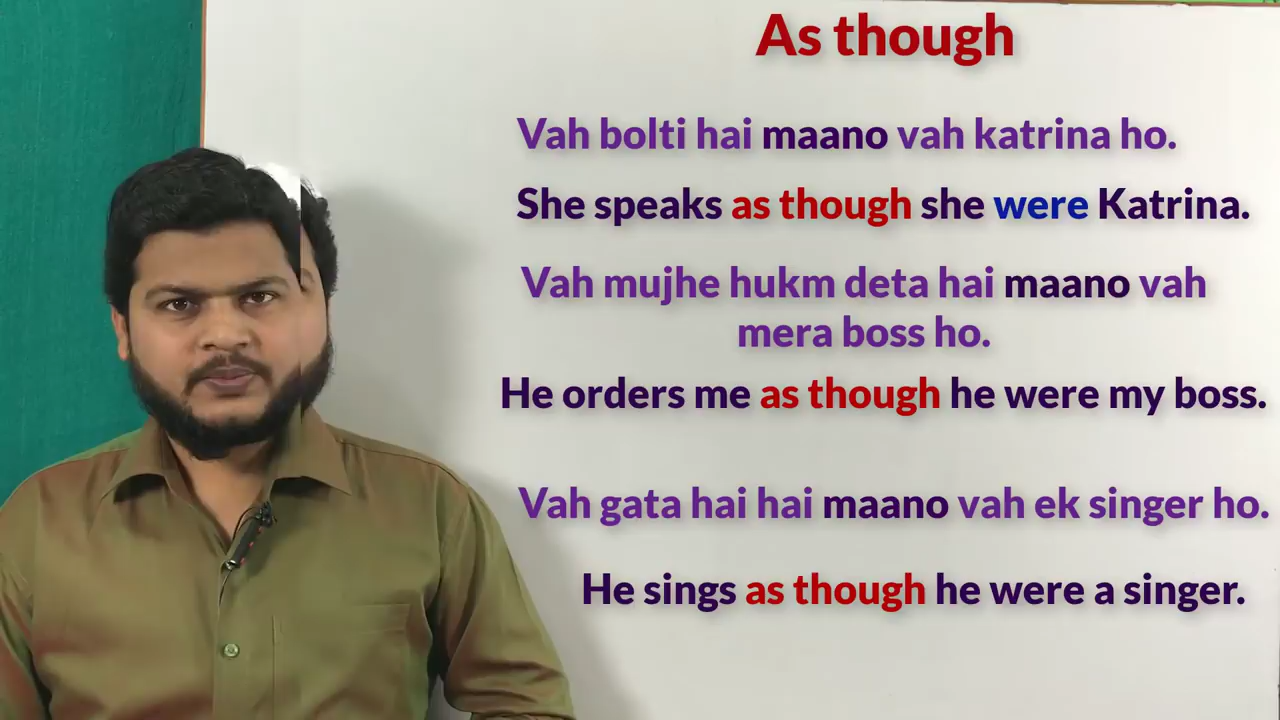 As though
Vah bolti hai maano vah katrina ho.
She speaks as though she were Katrina.
Vah mujhe hukm deta hai maano vah
mera boss ho.
He orders me as though he were my boss.
Vah gata hai hai maano vah ek singer ho.
He sings as though he were a singer.